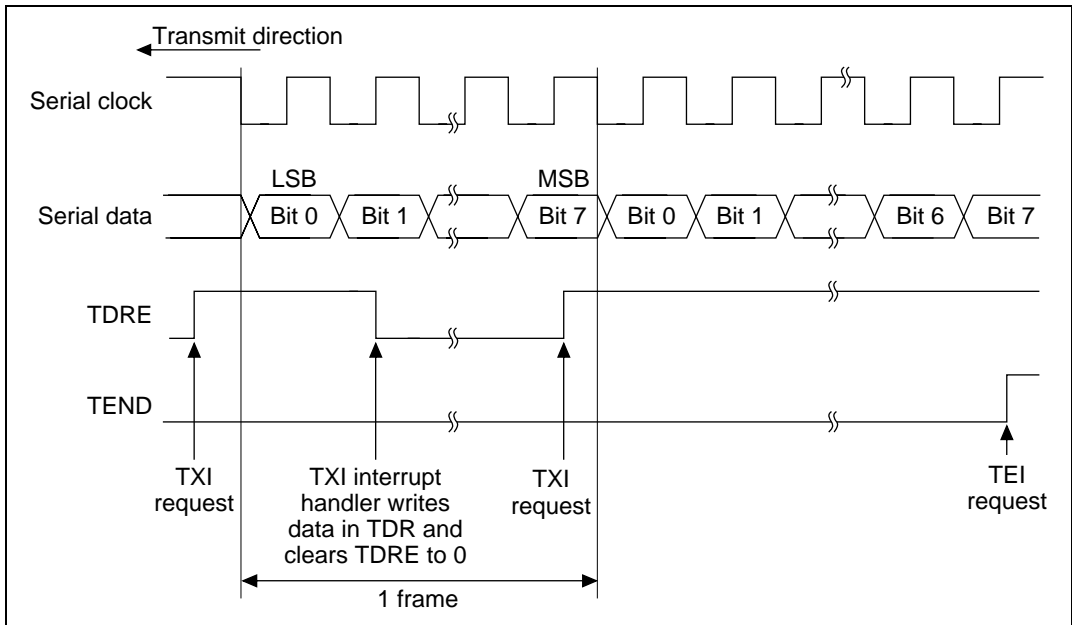 Transmit direction
Serial clock
LSB
MSB
Serial data
Bit 0
Bit 1
Bit 7
Bit 0
Bit 1
Bit 6
Bit 7
TDRE
TEND
TXI
request
TXI interrupt
handler writes
data in TDR and
clears TDRE to 0
TXI
request
TEI
request
1 frame